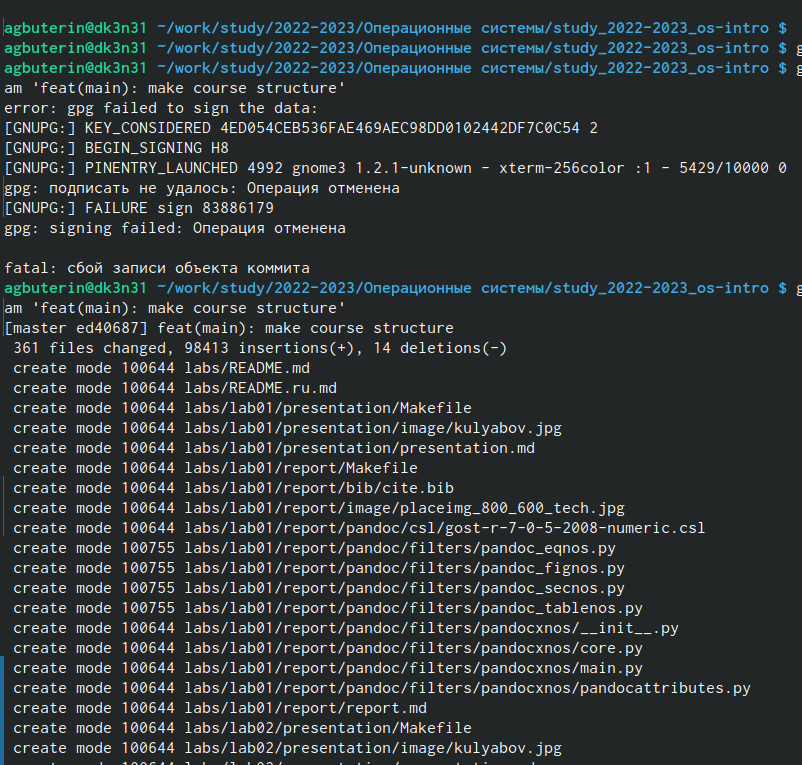 agbuterin@dk3n31 ~/work/study/2022-2023/Операционные системы/study_2022-2023_os-intro $
agbuterin@dk3n31 ~/work/study/2022-2023/Операционные системы/study_2022-2023_os-intro $ g
agbuterin@dk3n31 ~/work/study/2022-2023/Операционные системы/study_2022-2023_os-intro $ g
am 'feat(main): make course structure'
error: gpg failed to sign the data:
[GNUPG:] KEY_CONSIDERED 4ED054CEB536FAE469AEC98DD0102442DF7C0C54 2
[GNUPG:] BEGIN_SIGNING H8
[GNUPG:] PINENTRY_LAUNCHED 4992 gnome3 1.2.1-unknown - xterm-256color :1 - 5429/10000 0
gpg: подписать не удалось: Операция отменена
[GNUPG:] FAILURE sign 83886179
gpg: signing failed: Операция отменена
fatal: сбой записи объекта коммита
agbuterin@dk3n31 ~/work/study/2022-2023/Операционные системы/study_2022-2023_os-intro $ g
am 'feat(main): make course structure'
[master ed40687] feat(main): make course structure
361 files changed, 98413 insertions(+), 14 deletions(-)
create mode 100644 labs/README.md
create mode 100644 labs/README.ru.md
create mode 100644 labs/lab01/presentation/Makefile
create mode 100644 labs/lab01/presentation/image/kulyabov.jpg
create mode 100644 labs/lab01/presentation/presentation.md
create mode 100644 labs/lab01/report/Makefile
create mode 100644 labs/lab01/report/bib/cite.bib
create mode 100644 labs/lab01/report/image/placeimg_800_600_tech.jpg
create mode 100644 labs/lab01/report/pandoc/csl/gost-r-7-0-5-2008-numeric.csl
create mode 100755 labs/lab01/report/pandoc/filters/pandoc_eqnos.py
create mode 100755 labs/lab01/report/pandoc/filters/pandoc_fignos.py
create mode 100755 labs/lab01/report/pandoc/filters/pandoc_secnos.py
create mode 100755 labs/lab01/report/pandoc/filters/pandoc_tablenos.py
create mode 100644 labs/lab01/report/pandoc/filters/pandocxnos/__init__.py
create mode 100644 labs/lab01/report/pandoc/filters/pandocxnos/core.py
create mode 100644 labs/lab01/report/pandoc/filters/pandocxnos/main.py
create mode 100644 labs/lab01/report/pandoc/filters/pandocxnos/pandocattributes.py
create mode 100644 labs/lab01/report/report.md
create mode 100644 labs/lab02/presentation/Makefile
create mode 100644 labs/lab02/presentation/image/kulyabov.jpg